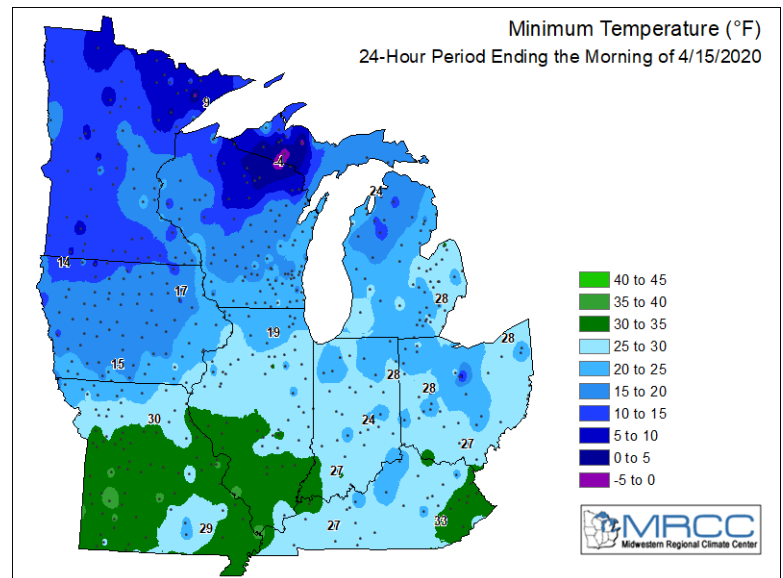 Minimum Temperature (°F)
24-Hour Period Ending the Morning of 4/15/2020
9
-4
24
14
17
28
19
28
15
28
28
30
24
27
27
29
27
33
40 to 45
35 to 40
30 to 35
25 to 30
20 to 25
15 to 20
10 to 15
5 to 10
0 to 5
-5 to 0
MRCC
Midwestern Regional Climate Center